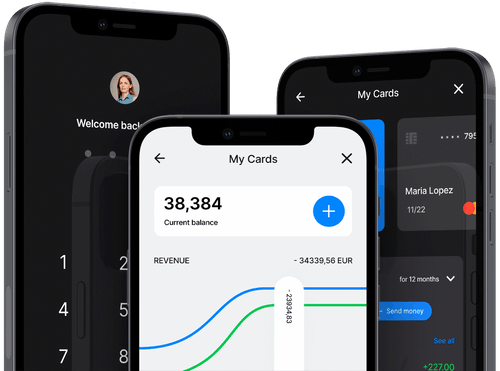 Welcome back
1
2
4
5
7
8
My Cards
38,384
Current balance
REVENUE
- 34339,56 EUR
- 23934.83
My Cards
795
Maria Lopez
11/22
for 12 months
Send money
See all
+227.00